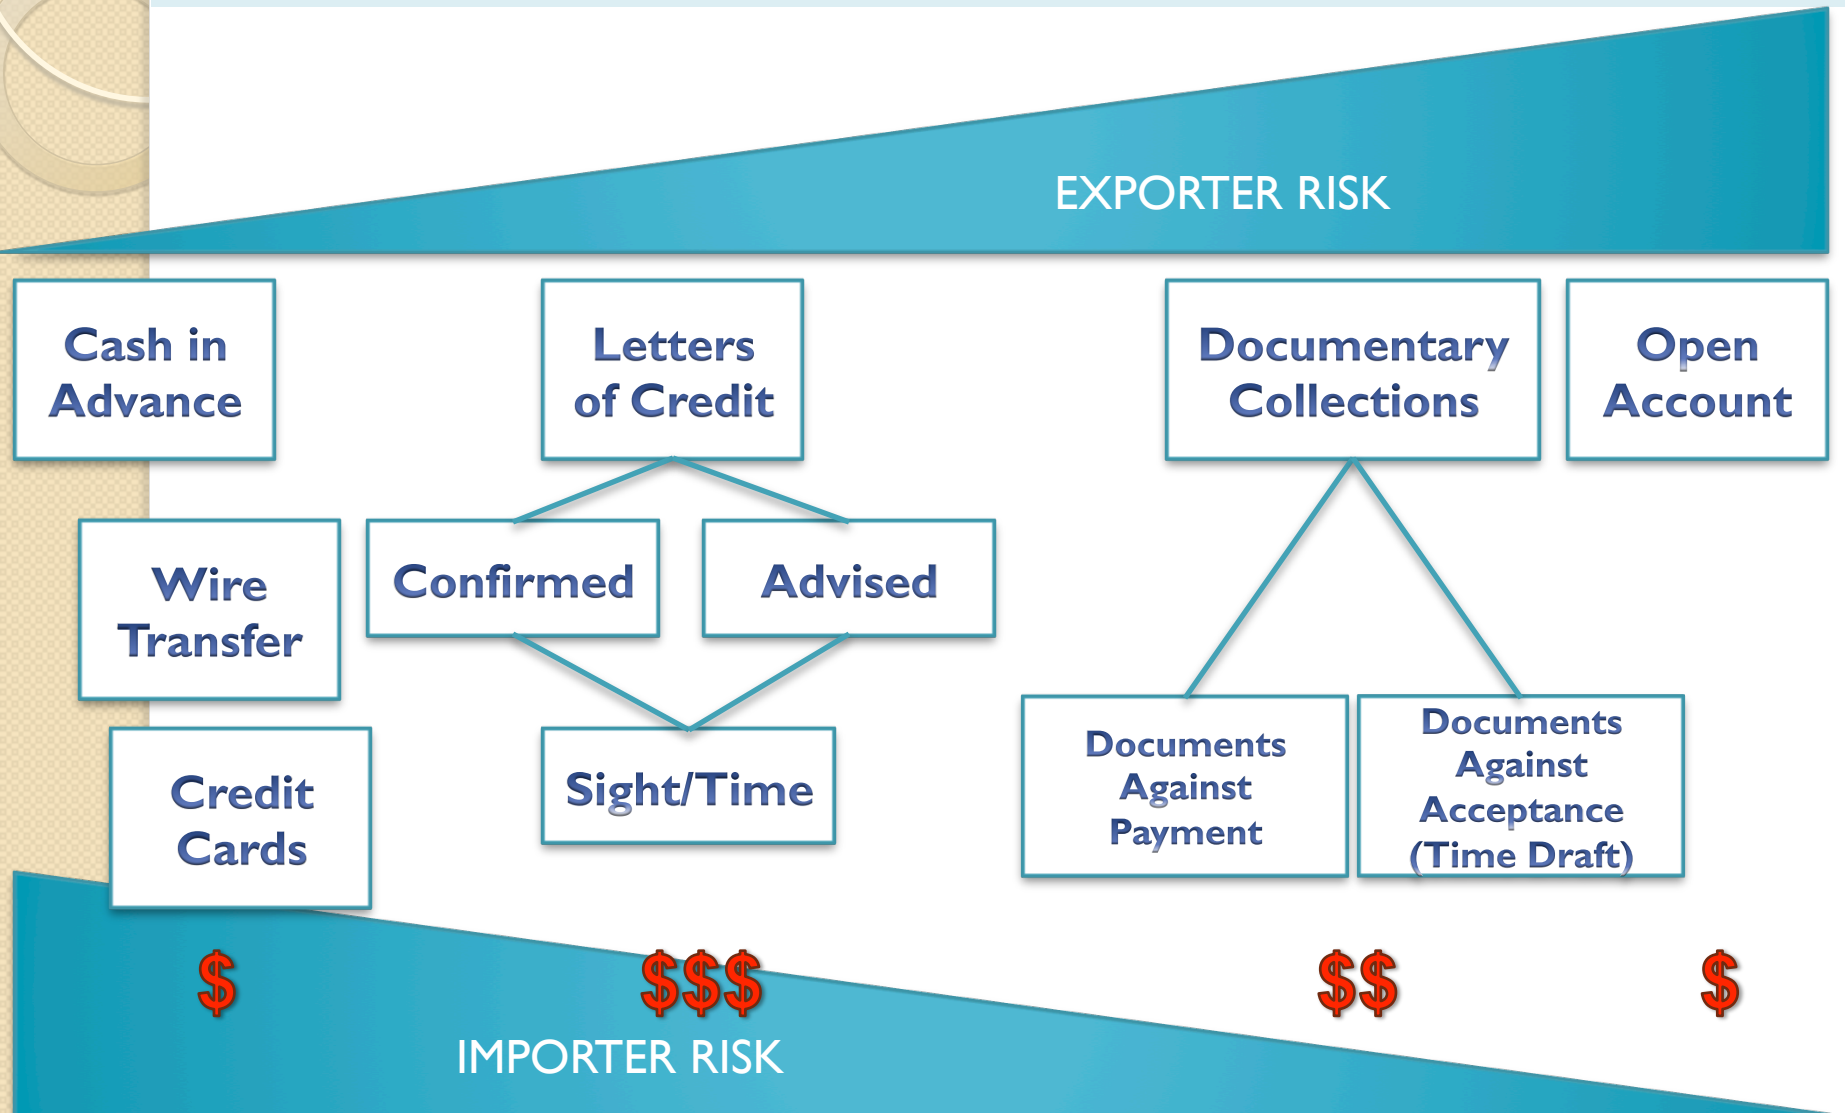 EXPORTER RISK
Cash in
Advance
Letters
of Credit
Documentary
Collections
Open
Account
Wire
Transfer
Confirmed
Advised
Credit
Cards
Sight/Time
Documents
Against
Payment
Documents
Against
Acceptance
(Time Draft)
$
$$$
$$
$
IMPORTER RISK